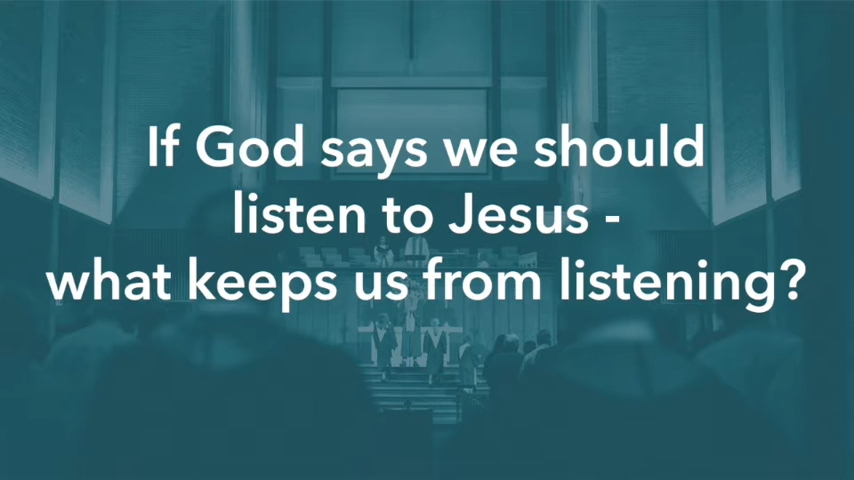 If God says we should
listen to Jesus -
what keeps us from listening?